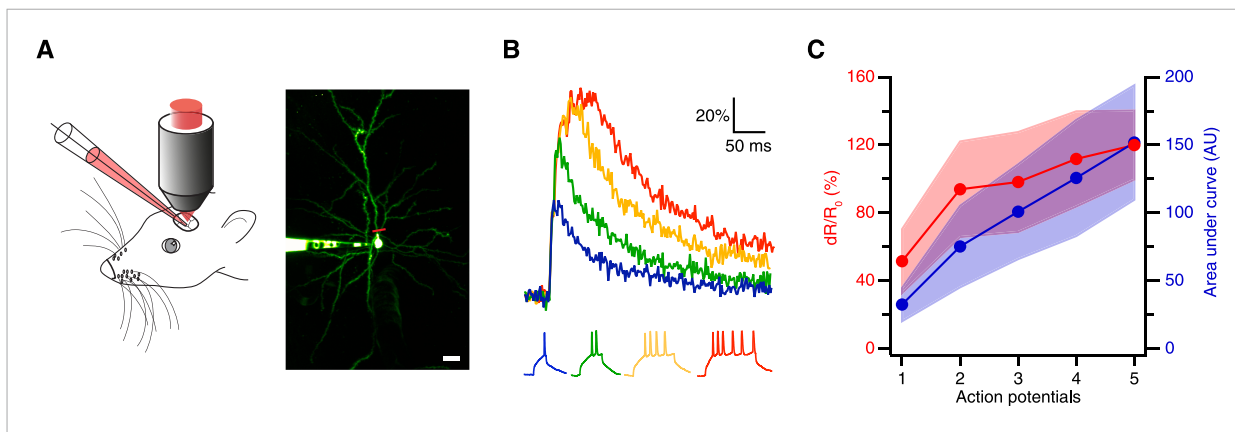 A
B
C
20%
50 ms
160
120
80
40
0
dR/R0 (%)
200
150
100
50
0
Area under curve (AU)
1 2 3 4 5
Action potentials